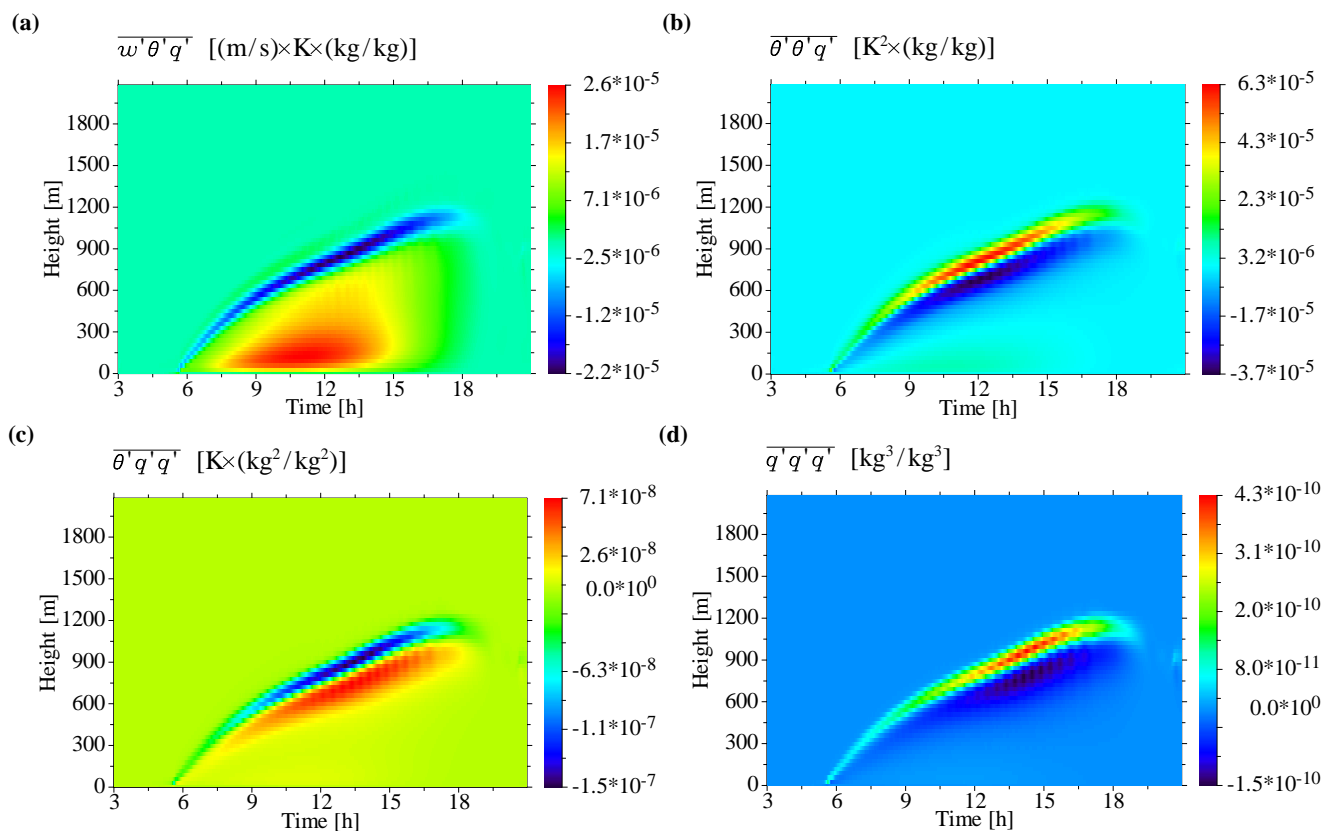 (a)
w'θ'q' [(m/s)×K×(kg/kg)]
2.6*10-5
1.7*10-5
7.1*10-6
-2.5*10-6
-1.2*10-5
-2.2*10-5
1800
1500
1200
900
600
300
0
Height [m]
3 6 9 12 15 18
Time [h]
(b)
θ'θ'q' [K²×(kg/kg)]
6.3*10-5
4.3*10-5
2.3*10-5
3.2*10-6
-1.7*10-5
-3.7*10-5
1800
1500
1200
900
600
300
0
Height [m]
3 6 9 12 15 18
Time [h]
(c)
θ'q'q' [K×(kg²/kg²)]
7.1*10-8
2.6*10-8
0.0*10⁰
-6.3*10-8
-1.1*10-7
-1.5*10-7
1800
1500
1200
900
600
300
0
Height [m]
3 6 9 12 15 18
Time [h]
(d)
q'q'q' [kg³/kg³]
4.3*10-10
3.1*10-10
2.0*10-10
8.0*10-11
0.0*10⁰
-1.5*10-10
1800
1500
1200
900
600
300
0
Height [m]
3 6 9 12 15 18
Time [h]